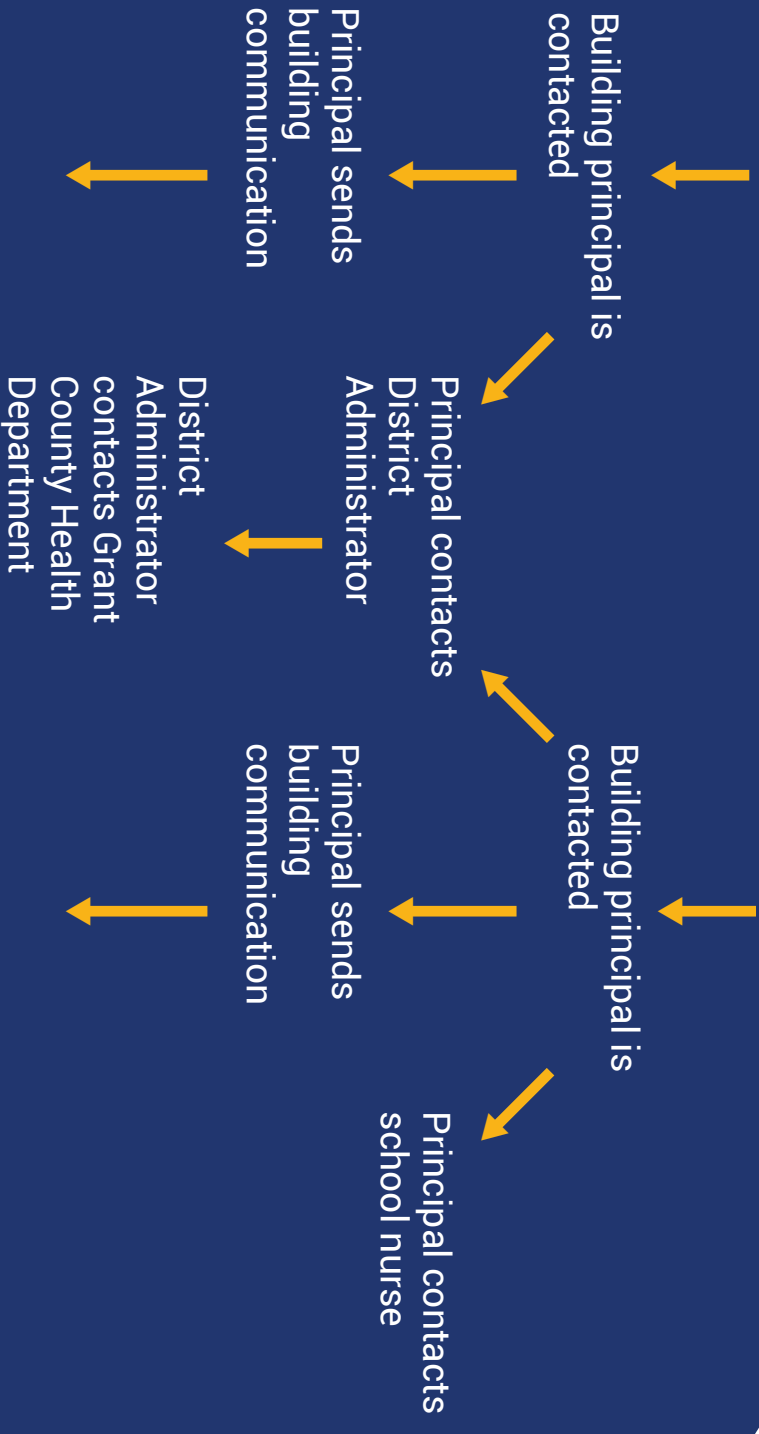 Building principal is
contacted
Building principal is
contacted
Principal contacts
District
Administrator
Principal contacts
school nurse
Principal sends
building
communication
Principal sends
building
communication
District
Administrator
contacts Grant
County Health
Department